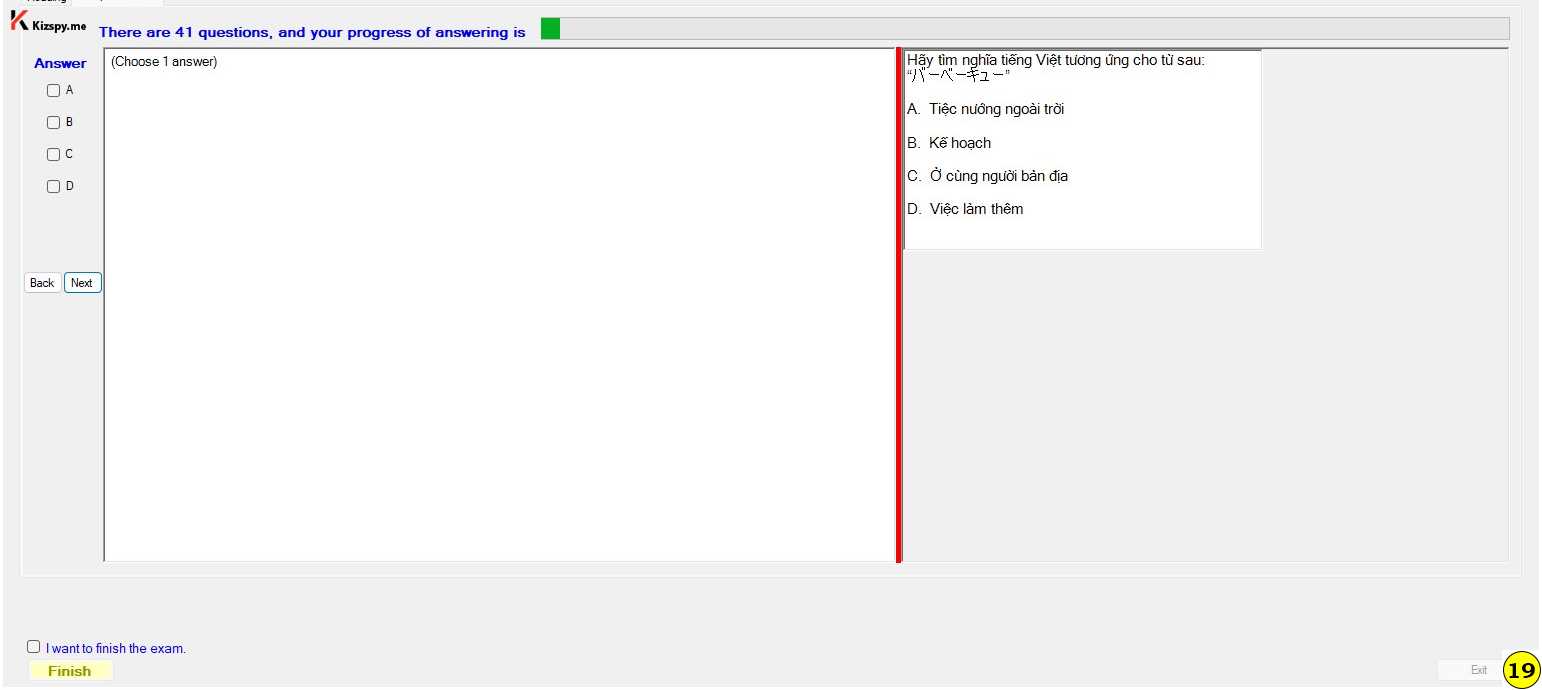 Kizspy.me
There are 41 questions, and your progress of answering is
Answer
A
B
C
D
Back
Next
(Choose 1 answer)
Hãy tìm nghĩa tiếng Việt tương ứng cho từ sau:
“バーベーキュー”
A. Tiệc nướng ngoài trời
B. Kế hoạch
C. Ở cùng người bản địa
D. Việc làm thêm
I want to finish the exam.
Finish
Exit
19